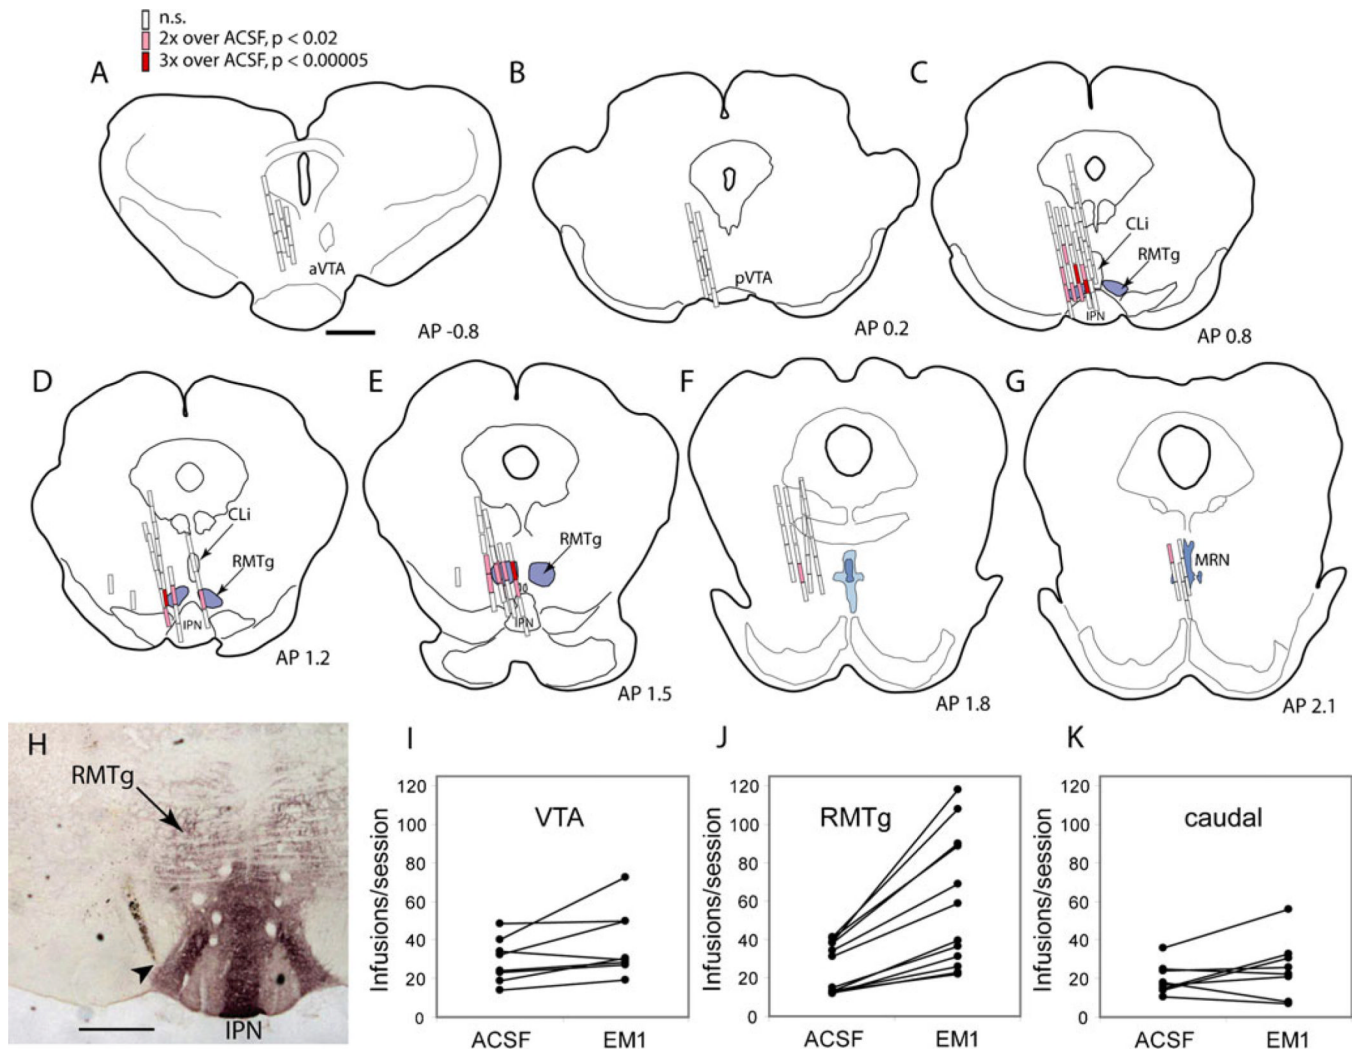 n.s.
2x over ACSF, p < 0.02
3x over ACSF, p < 0.00005
A
aVTA
AP -0.8
B
pVTA
AP 0.2
C
CLi
RMTg
IPN
AP 0.8
D
CLi
RMTg
IPN
AP 1.2
E
RMTg
IPN
AP 1.5
F
AP 1.8
G
MRN
AP 2.1
H
RMTg
IPN
I
Infusions/session
120
100
80
60
40
20
0
VTA
ACSF EM1
J
Infusions/session
120
100
80
60
40
20
0
RMTg
ACSF EM1
K
Infusions/session
120
100
80
60
40
20
0
caudal
ACSF EM1